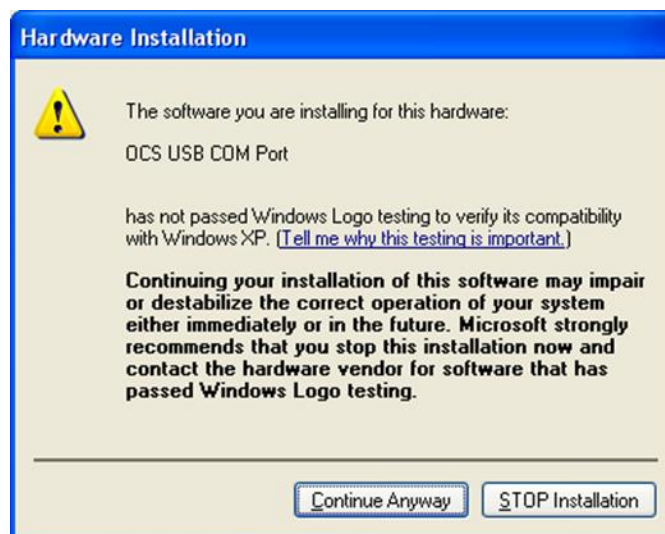 Hardware Installation
The software you are installing for this hardware:
OCS USB COM Port
has not passed Windows Logo testing to verify its compatibility
with Windows XP. (Tell me why this testing is important.)
Continuing your installation of this software may impair
or destabilize the correct operation of your system
either immediately or in the future. Microsoft strongly
recommends that you stop this installation now and
contact the hardware vendor for software that has
passed Windows Logo testing.
Continue Anyway
STOP Installation